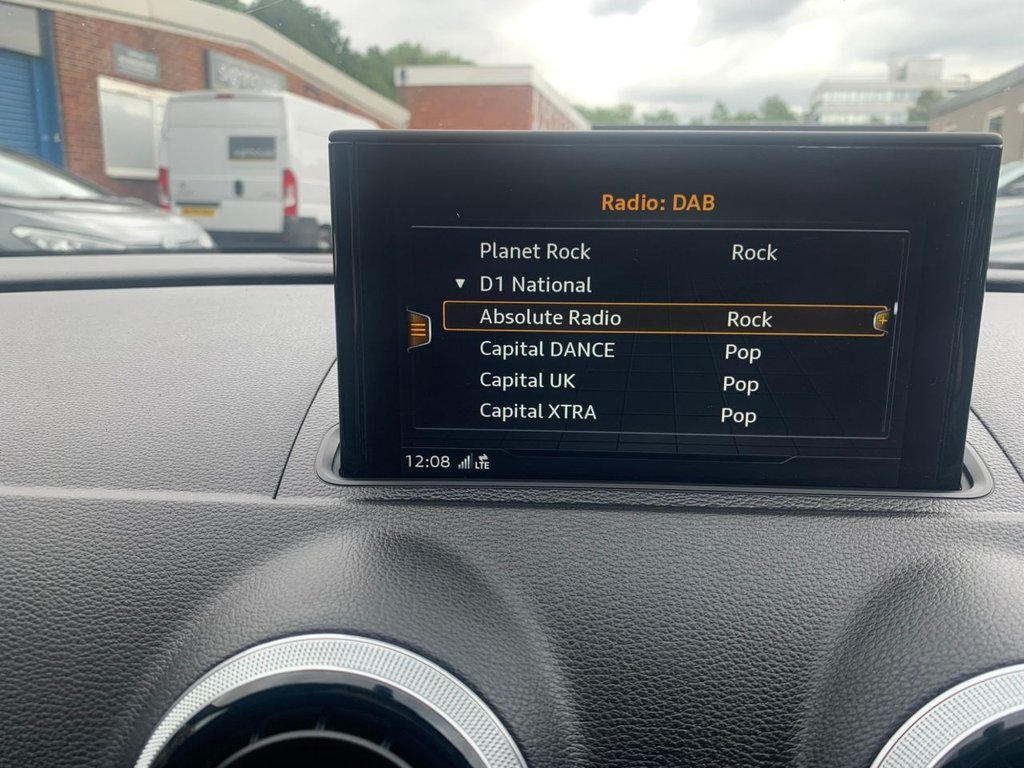 Radio: DAB
Planet Rock Rock
D1 National
Absolute Radio Rock
Capital DANCE Pop
Capital UK Pop
Capital XTRA Pop
12:08 LTE